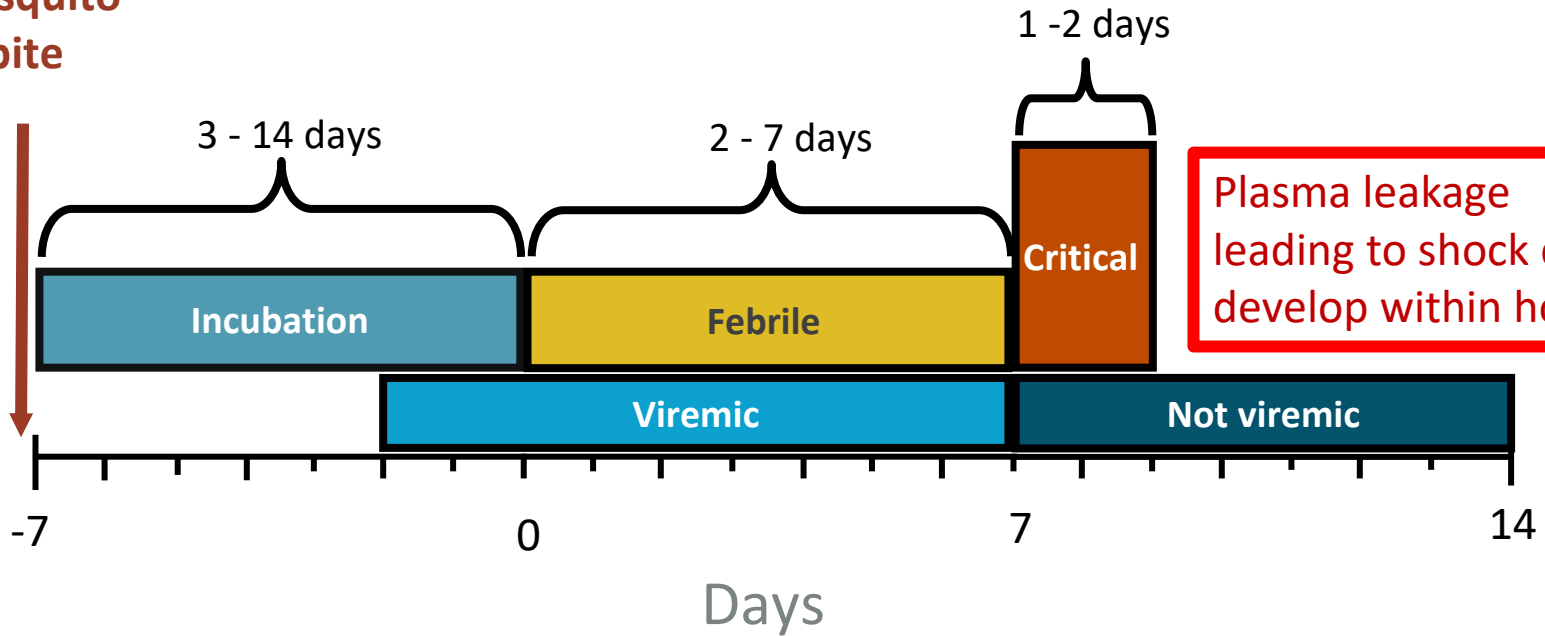 bite
1 -2 days
3 - 14 days
2 - 7 days
Plasma leakage
leading to shock
develop within
Critical
Incubation
Febrile
Viremic
Not viremic
-7
0
7
14
Days